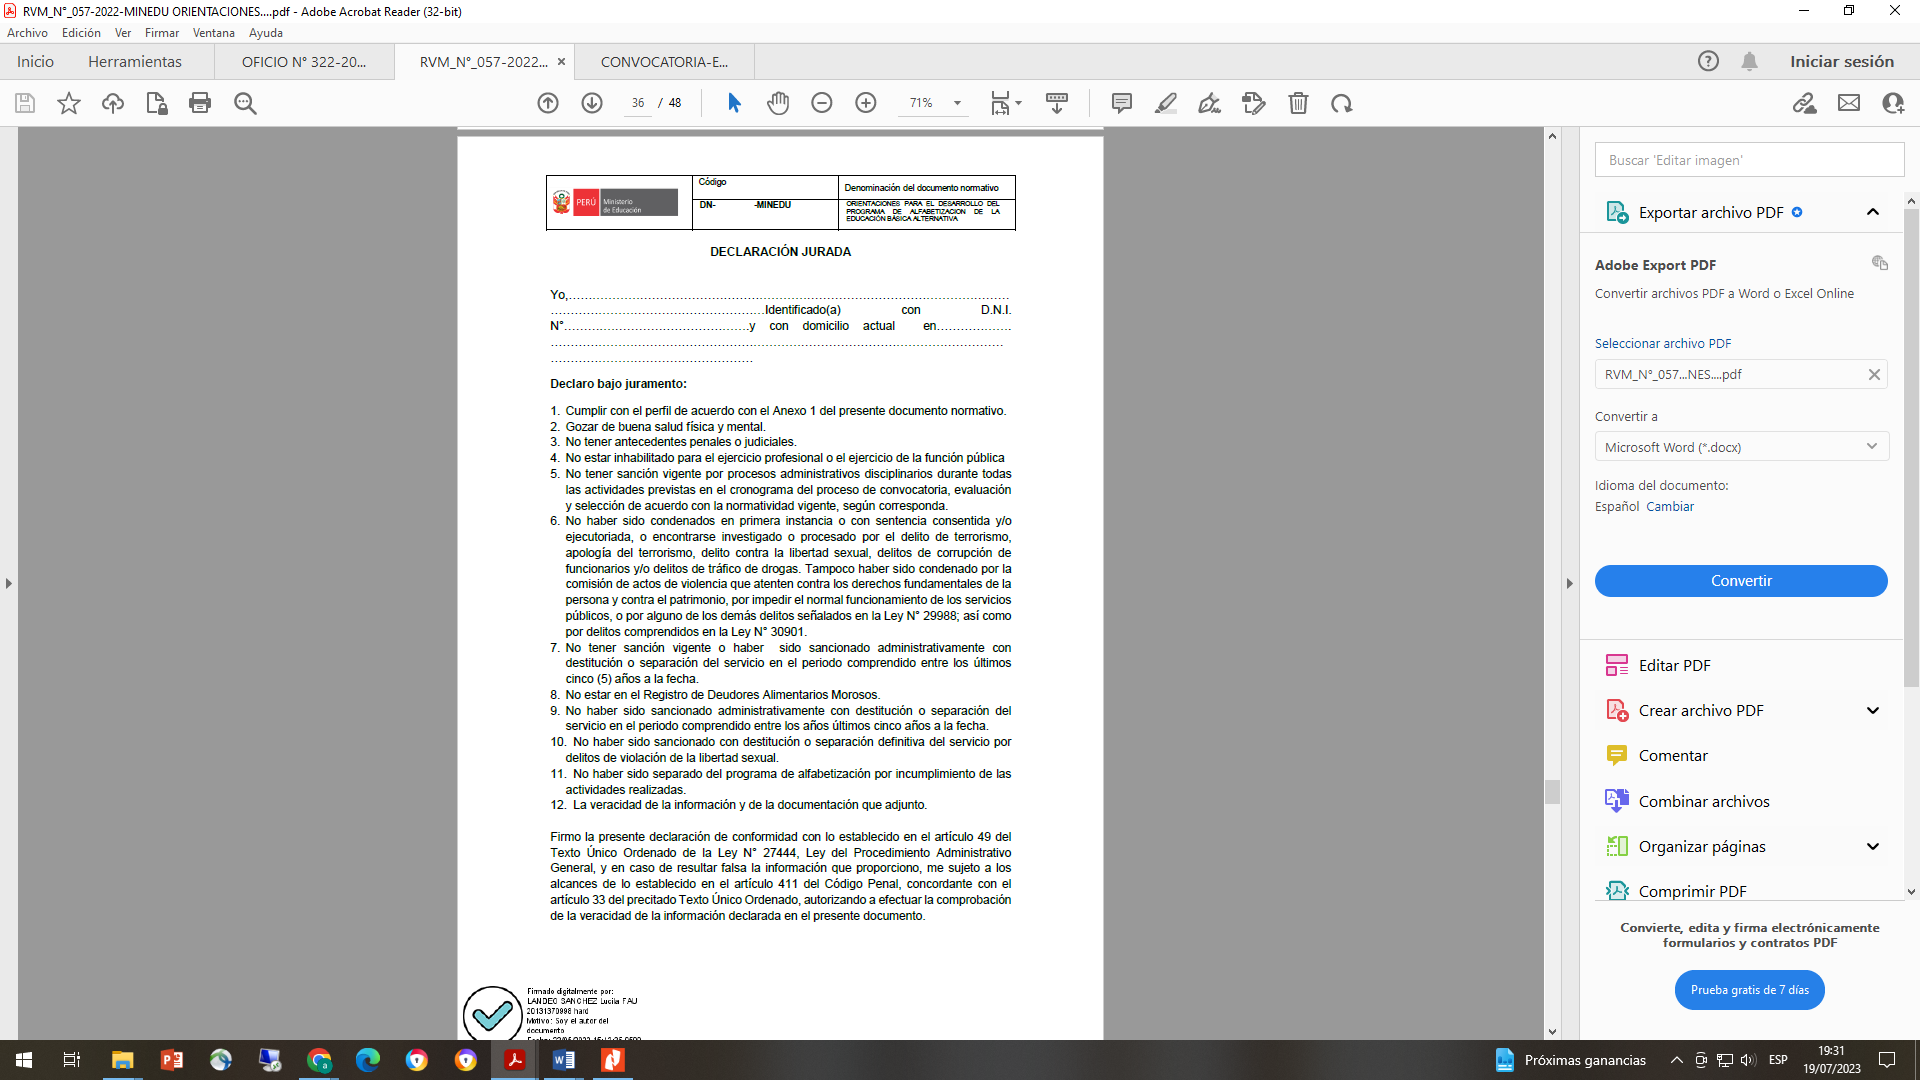 RVM_N°_057-2022-MINEDU ORIENTACIONES....pdf - Adobe Acrobat Reader (32-bit)
Archivo Edición Ver Firmar Ventana Ayuda
Inicio Herramientas OFICIO N° 322-20... RVM_N°_057-2022... CONVOCATORIA-E... Iniciar sesión
36 / 48 71%
PERÚ Ministerio de Educación
Código
DN- -MINEDU
Denominación del documento normativo
ORIENTACIONES PARA EL DESARROLLO DEL
PROGRAMA DE ALFABETIZACION DE LA
EDUCACIÓN BÁSICA ALTERNATIVA
DECLARACIÓN JURADA
Yo,……………………………………………………………………………………………
……………………………………………Identificado(a) con D.N.I.
N°………………………………………y con domicilio actual en………………
………………………………………………………………………………………………
…………………………………………
Declaro bajo juramento:
1. Cumplir con el perfil de acuerdo con el Anexo 1 del presente documento normativo.
2. Gozar de buena salud física y mental.
3. No tener antecedentes penales o judiciales.
4. No estar inhabilitado para el ejercicio profesional o el ejercicio de la función pública
5. No tener sanción vigente por procesos administrativos disciplinarios durante todas
las actividades previstas en el cronograma del proceso de convocatoria, evaluación
y selección de acuerdo con la normatividad vigente, según corresponda.
6. No haber sido condenados en primera instancia o con sentencia consentida y/o
ejecutoriada, o encontrarse investigado o procesado por el delito de terrorismo,
apología del terrorismo, delito contra la libertad sexual, delitos de corrupción de
funcionarios y/o delitos de tráfico de drogas. Tampoco haber sido condenado por la
comisión de actos de violencia que atenten contra los derechos fundamentales de la
persona y contra el patrimonio, por impedir el normal funcionamiento de los servicios
públicos, o por alguno de los demás delitos señalados en la Ley N° 29988; así como
por delitos comprendidos en la Ley N° 30901.
7. No tener sanción vigente o haber sido sancionado administrativamente con
destitución o separación del servicio en el periodo comprendido entre los últimos
cinco (5) años a la fecha.
8. No estar en el Registro de Deudores Alimentarios Morosos.
9. No haber sido sancionado administrativamente con destitución o separación del
servicio en el periodo comprendido entre los años últimos cinco años a la fecha.
10. No haber sido sancionado con destitución o separación definitiva del servicio por
delitos de violación de la libertad sexual.
11. No haber sido separado del programa de alfabetización por incumplimiento de las
actividades realizadas.
12. La veracidad de la información y de la documentación que adjunto.
Firmo la presente declaración de conformidad con lo establecido en el artículo 49 del
Texto Único Ordenado de la Ley N° 27444, Ley del Procedimiento Administrativo
General, y en caso de resultar falsa la información que proporciono, me sujeto a los
alcances de lo establecido en el artículo 411 del Código Penal, concordante con el
artículo 33 del precitado Texto Único Ordenado, autorizando a efectuar la comprobación
de la veracidad de la información declarada en el presente documento.
Firmado digitalmente por:
LANDEO SANCHEZ Lucila FAU
20131370998 hard
Motivo: Soy el autor del
documento
Buscar 'Editar imagen'
Exportar archivo PDF
Adobe Export PDF
Convertir archivos PDF a Word o Excel Online
Seleccionar archivo PDF
RVM_N°_057...NES....pdf
Convertir a
Microsoft Word (*.docx)
Idioma del documento:
Español Cambiar
Convertir
Editar PDF
Crear archivo PDF
Comentar
Combinar archivos
Organizar páginas
Comprimir PDF
Convierte, edita y firma electrónicamente
formularios y contratos PDF
Prueba gratis de 7 días
Próximas ganancias ESP 19:31
19/07/2023